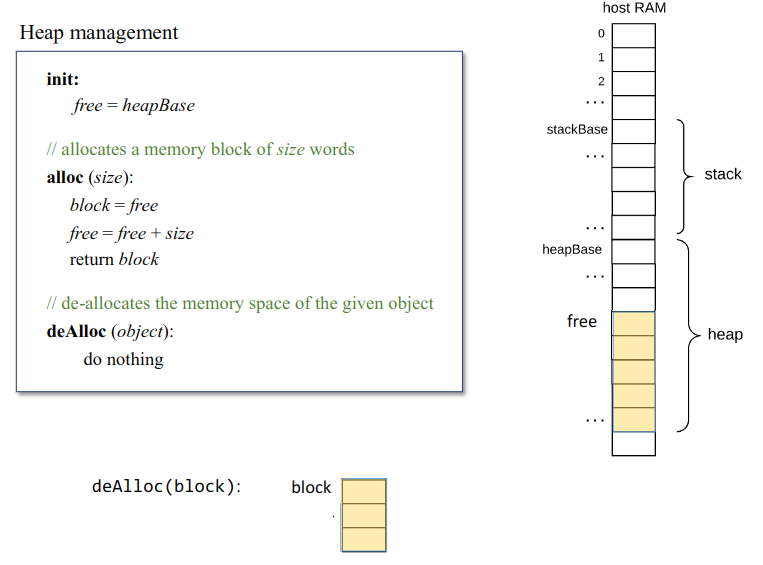 Heap management
init:
free = heapBase
// allocates a memory block of size words
alloc (size):
block = free
free = free + size
return block
// de-allocates the memory space of the given object
deAlloc (object):
do nothing
deAlloc(block):
block
host RAM
0
1
2
...
stackBase
...
...
stack
heapBase
...
free
heap
...